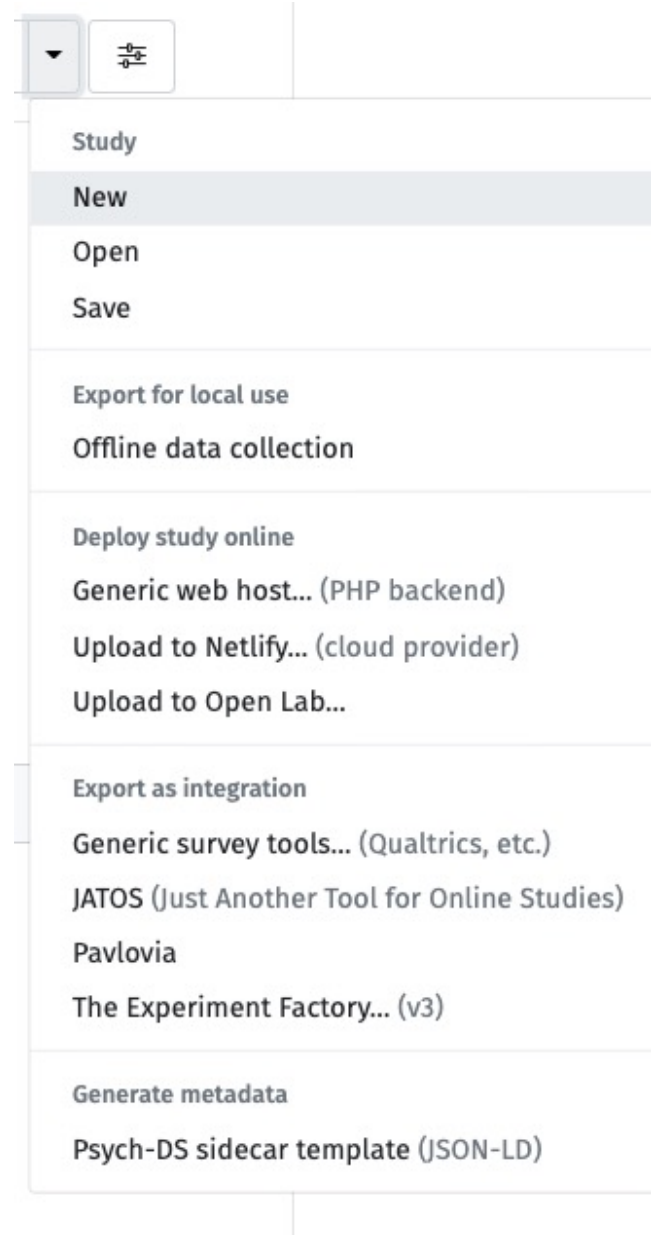 Study
New
Open
Save
Export for local use
Offline data collection
Deploy study online
Generic web host... (PHP backend)
Upload to Netlify... (cloud provider)
Upload to Open Lab...
Export as integration
Generic survey tools... (Qualtrics, etc.)
JATOS (Just Another Tool for Online Studies)
Pavlovia
The Experiment Factory... (v3)
Generate metadata
Psych-DS sidecar template (JSON-LD)